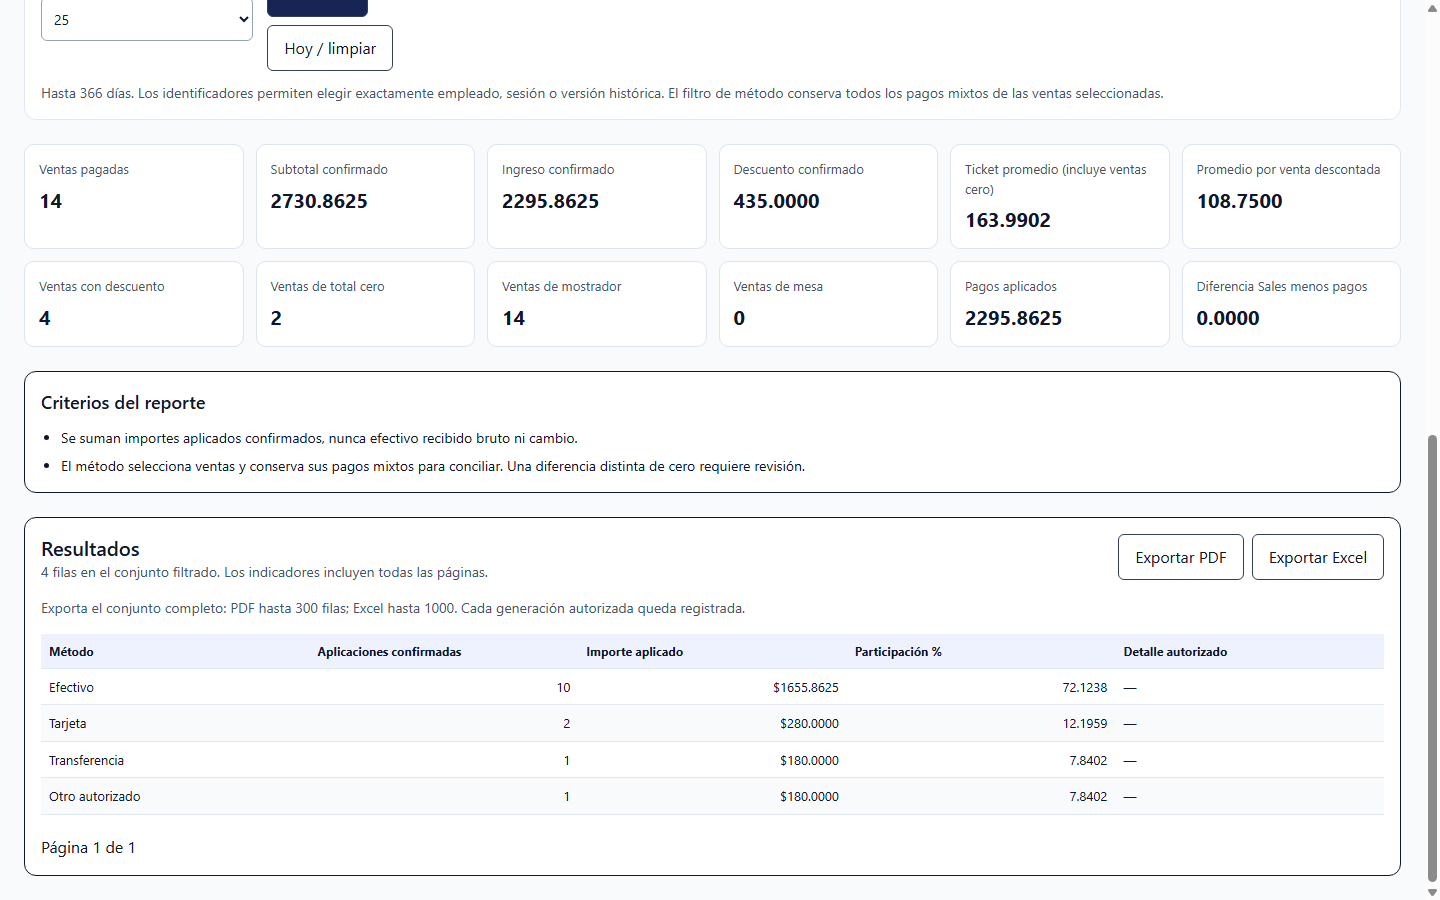 25
Hoy / limpiar
Hasta 366 días. Los identificadores permiten elegir exactamente empleado, sesión o versión histórica. El filtro de método conserva todos los pagos mixtos de las ventas seleccionadas.
Ventas pagadas
14
Subtotal confirmado
2730.8625
Ingreso confirmado
2295.8625
Descuento confirmado
435.0000
Ticket promedio (incluye ventas
cero)
163.9902
Promedio por venta descontada
108.7500
Ventas con descuento
4
Ventas de total cero
2
Ventas de mostrador
14
Ventas de mesa
0
Pagos aplicados
2295.8625
Diferencia Sales menos pagos
0.0000
Criterios del reporte
• Se suman importes aplicados confirmados, nunca efectivo recibido bruto ni cambio.
• El método selecciona ventas y conserva sus pagos mixtos para conciliar. Una diferencia distinta de cero requiere revisión.
Resultados
4 filas en el conjunto filtrado. Los indicadores incluyen todas las páginas.
Exportar PDF
Exportar Excel
Exporta el conjunto completo: PDF hasta 300 filas; Excel hasta 1000. Cada generación autorizada queda registrada.
Método Aplicaciones confirmadas Importe aplicado Participación % Detalle autorizado
Efectivo 10 $1655.8625 72.1238 —
Tarjeta 2 $280.0000 12.1959 —
Transferencia 1 $180.0000 7.8402 —
Otro autorizado 1 $180.0000 7.8402 —
Página 1 de 1